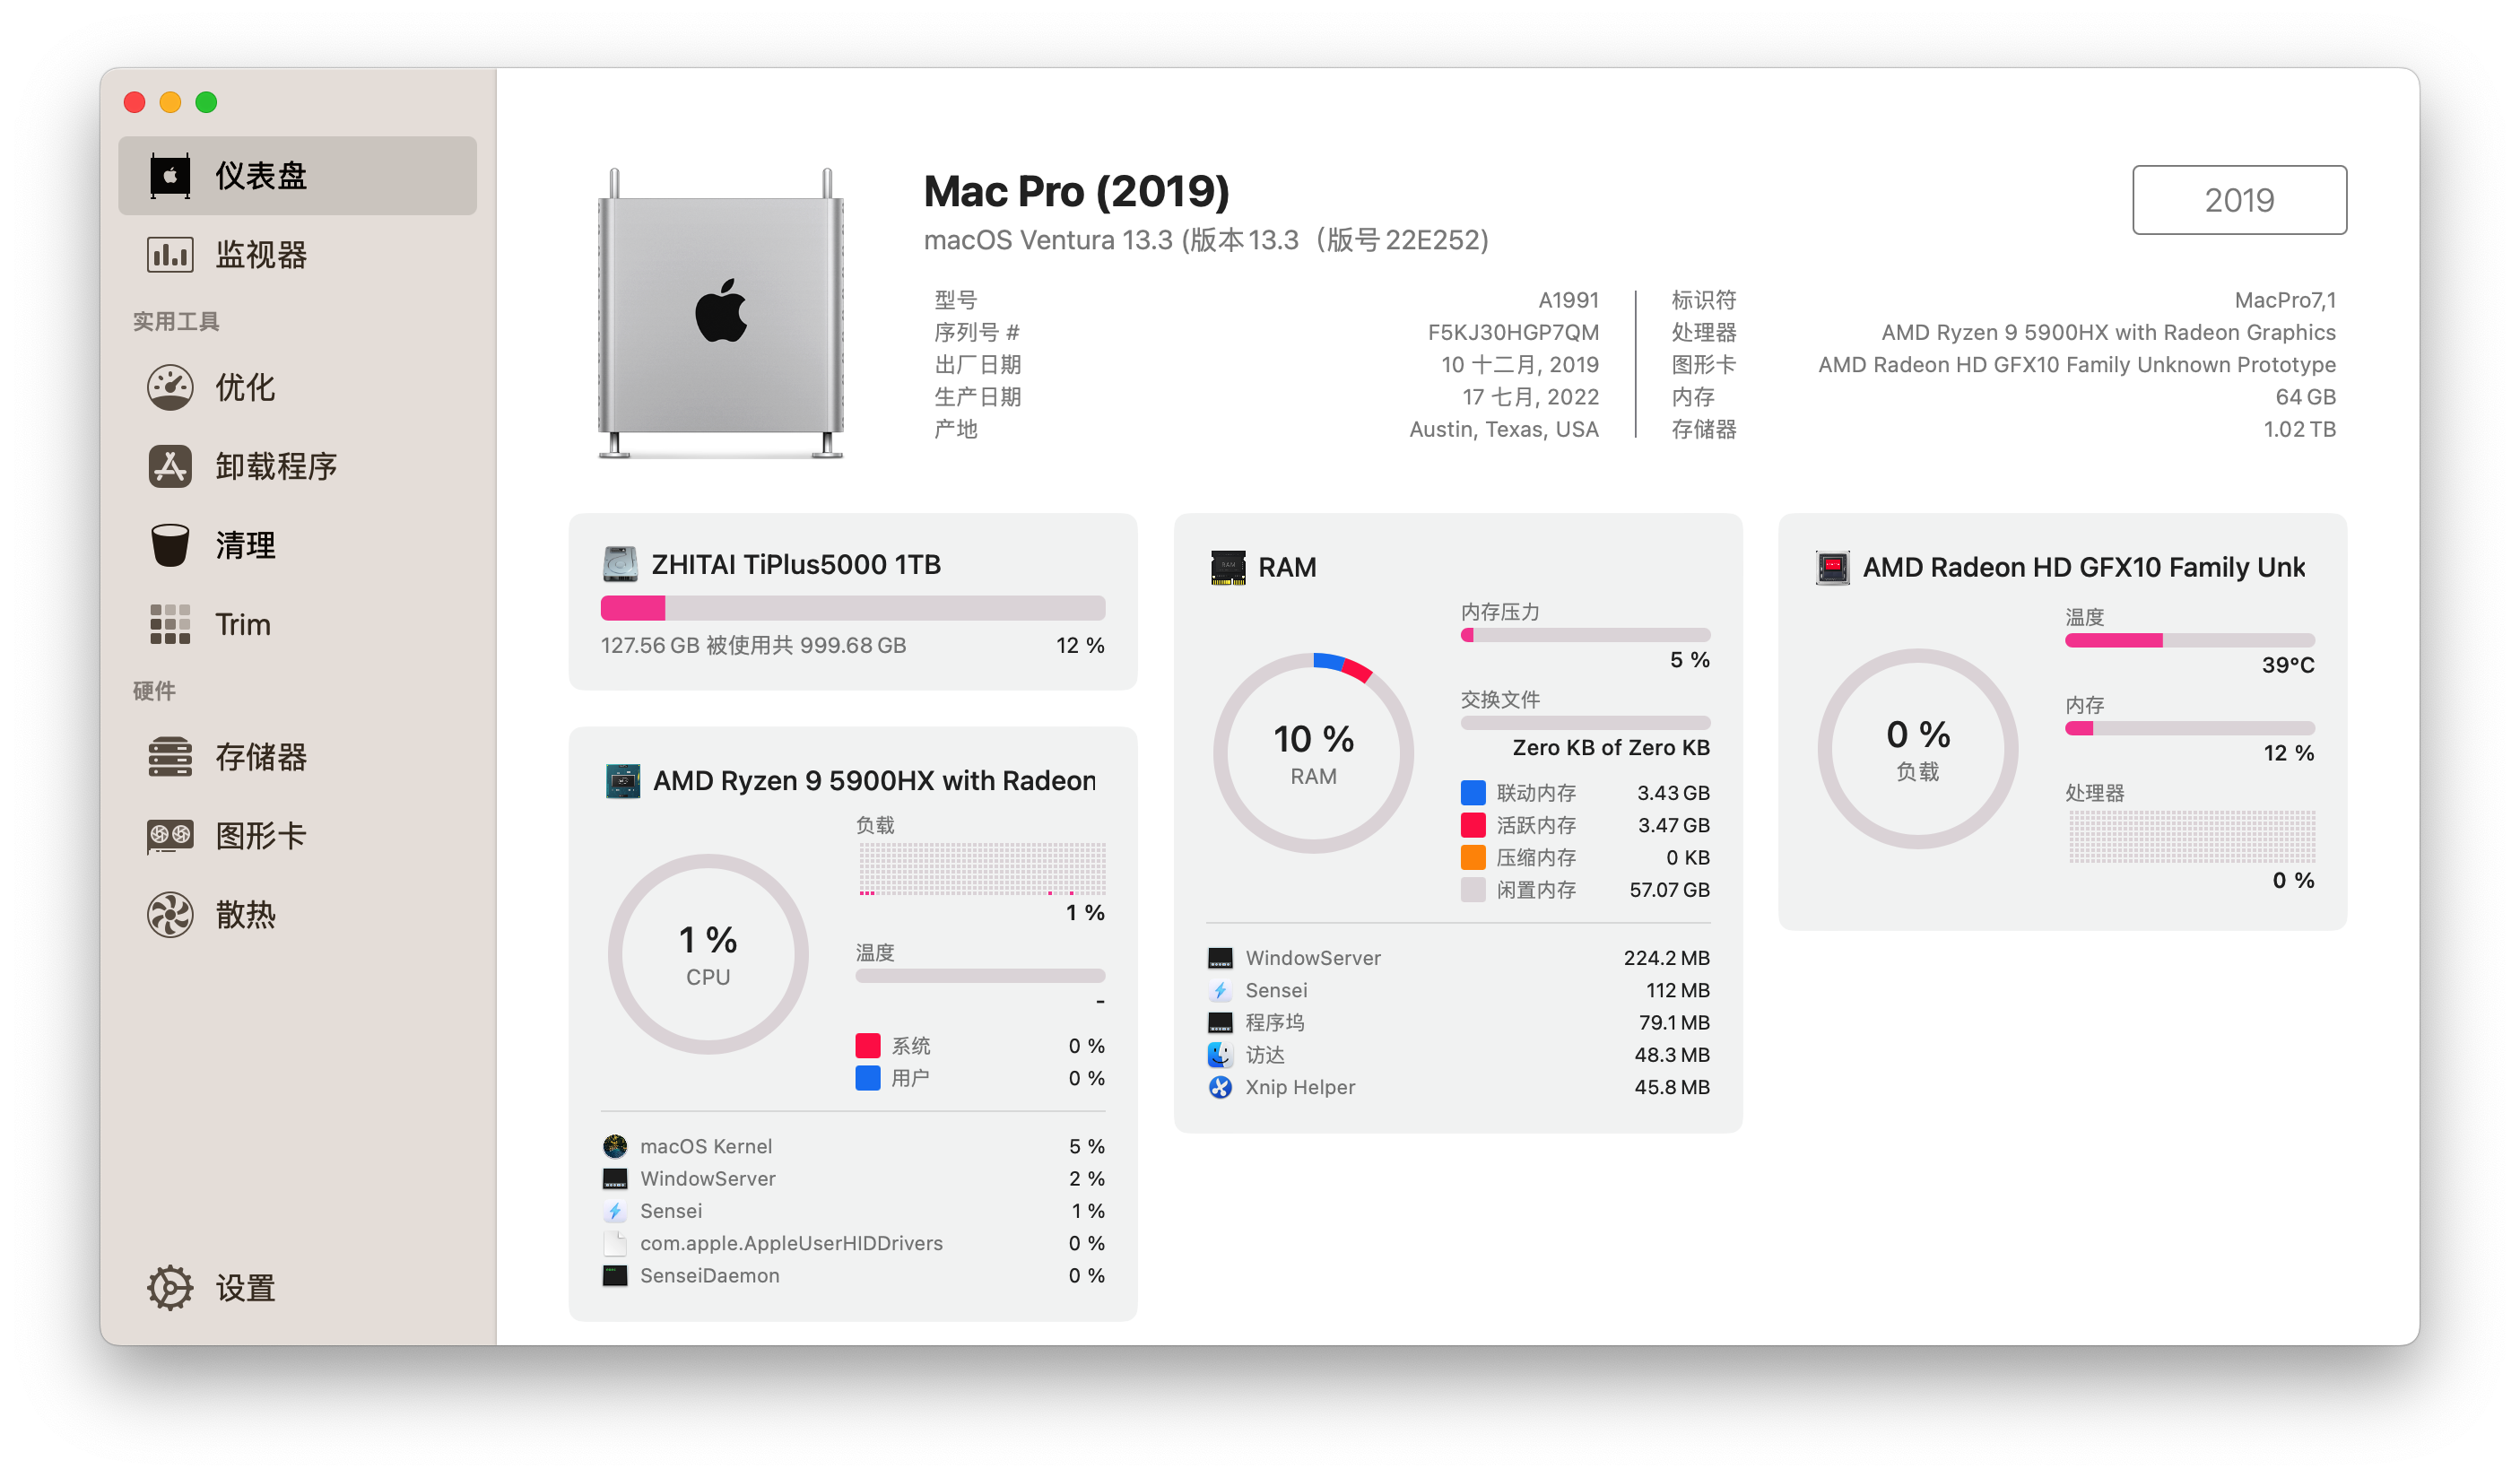 仪表盘
监视器
实用工具
优化
卸载程序
清理
Trim
硬件
存储器
图形卡
散热
设置
Mac Pro (2019)
macOS Ventura 13.3 (版本 13.3（版号 22E252)
2019
型号 A1991
序列号 # F5KJ30HGP7QM
出厂日期 10 十二月, 2019
生产日期 17 七月, 2022
产地 Austin, Texas, USA
标识符 MacPro7,1
处理器 AMD Ryzen 9 5900HX with Radeon Graphics
图形卡 AMD Radeon HD GFX10 Family Unknown Prototype
内存 64 GB
存储器 1.02 TB
ZHITAI TiPlus5000 1TB
127.56 GB 被使用共 999.68 GB 12 %
AMD Ryzen 9 5900HX with Radeon
负载
1 %
1 %
CPU
温度
-
系统 0 %
用户 0 %
macOS Kernel 5 %
WindowServer 2 %
Sensei 1 %
com.apple.AppleUserHIDDrivers 0 %
SenseiDaemon 0 %
RAM
内存压力
5 %
10 %
RAM
交换文件
Zero KB of Zero KB
联动内存 3.43 GB
活跃内存 3.47 GB
压缩内存 0 KB
闲置内存 57.07 GB
WindowServer 224.2 MB
Sensei 112 MB
程序坞 79.1 MB
访达 48.3 MB
Xnip Helper 45.8 MB
AMD Radeon HD GFX10 Family Unk
温度
39°C
0 %
负载
内存
12 %
处理器
0 %